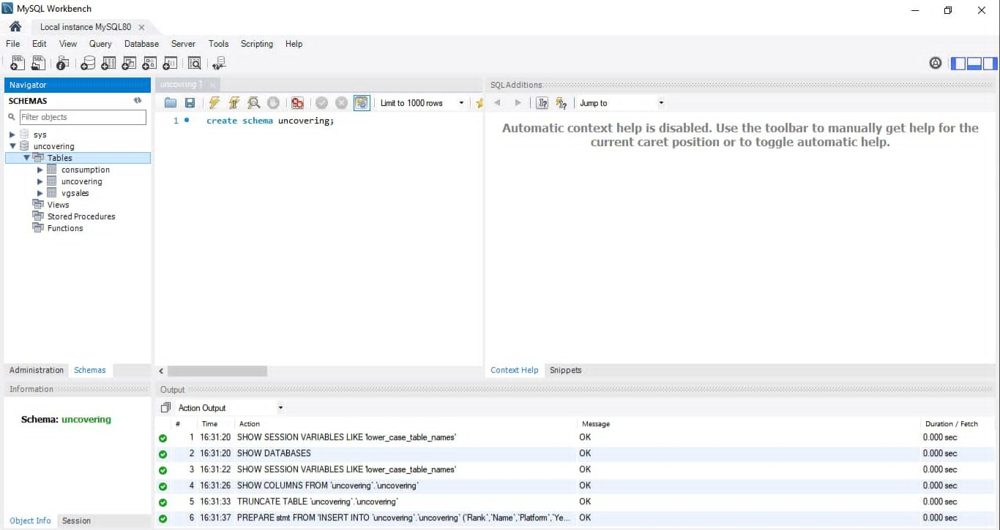 MySQL Workbench
Local instance MySQL80
File Edit View Query Database Server Tools Scripting Help
Navigator
SCHEMAS
Filter objects
sys
uncovering
Tables
consumption
uncovering
vgsales
Views
Stored Procedures
Functions
Administration Schemas
Information
Schema: uncovering
Object Info Session
uncovring 1
Limit to 1000 rows
1 create schema uncovering;
SQLAdditions
Jump to
Automatic context help is disabled. Use the toolbar to manually get help for the
current caret position or to toggle automatic help.
Context Help Snippets
Output
Action Output
# Time Action Message Duration / Fetch
1 16:31:20 SHOW SESSION VARIABLES LIKE 'lower_case_table_names' OK 0.000 sec
2 16:31:20 SHOW DATABASES OK 0.000 sec
3 16:31:22 SHOW SESSION VARIABLES LIKE 'lower_case_table_names' OK 0.000 sec
4 16:31:26 SHOW COLUMNS FROM `uncovering`.`uncovering` OK 0.000 sec
5 16:31:33 TRUNCATE TABLE `uncovering`.`uncovering` OK 0.000 sec
6 16:31:37 PREPARE stmt FROM 'INSERT INTO `uncovering`.`uncovering` (`Rank`,`Name`,`Platform`,`Ye... OK 0.000 sec